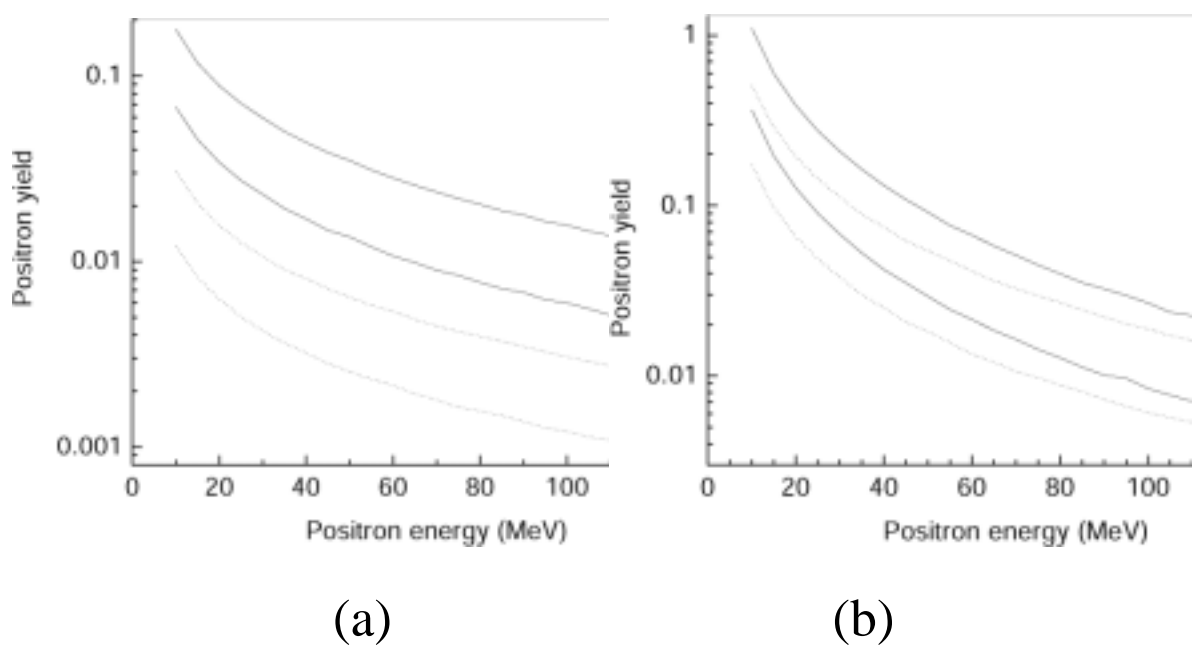 0.1
0.01
0.001
Positron yield
0 20 40 60 80 100
Positron energy (MeV)
(a)
1
0.1
0.01
Positron yield
0 20 40 60 80 100
Positron energy (MeV)
(b)